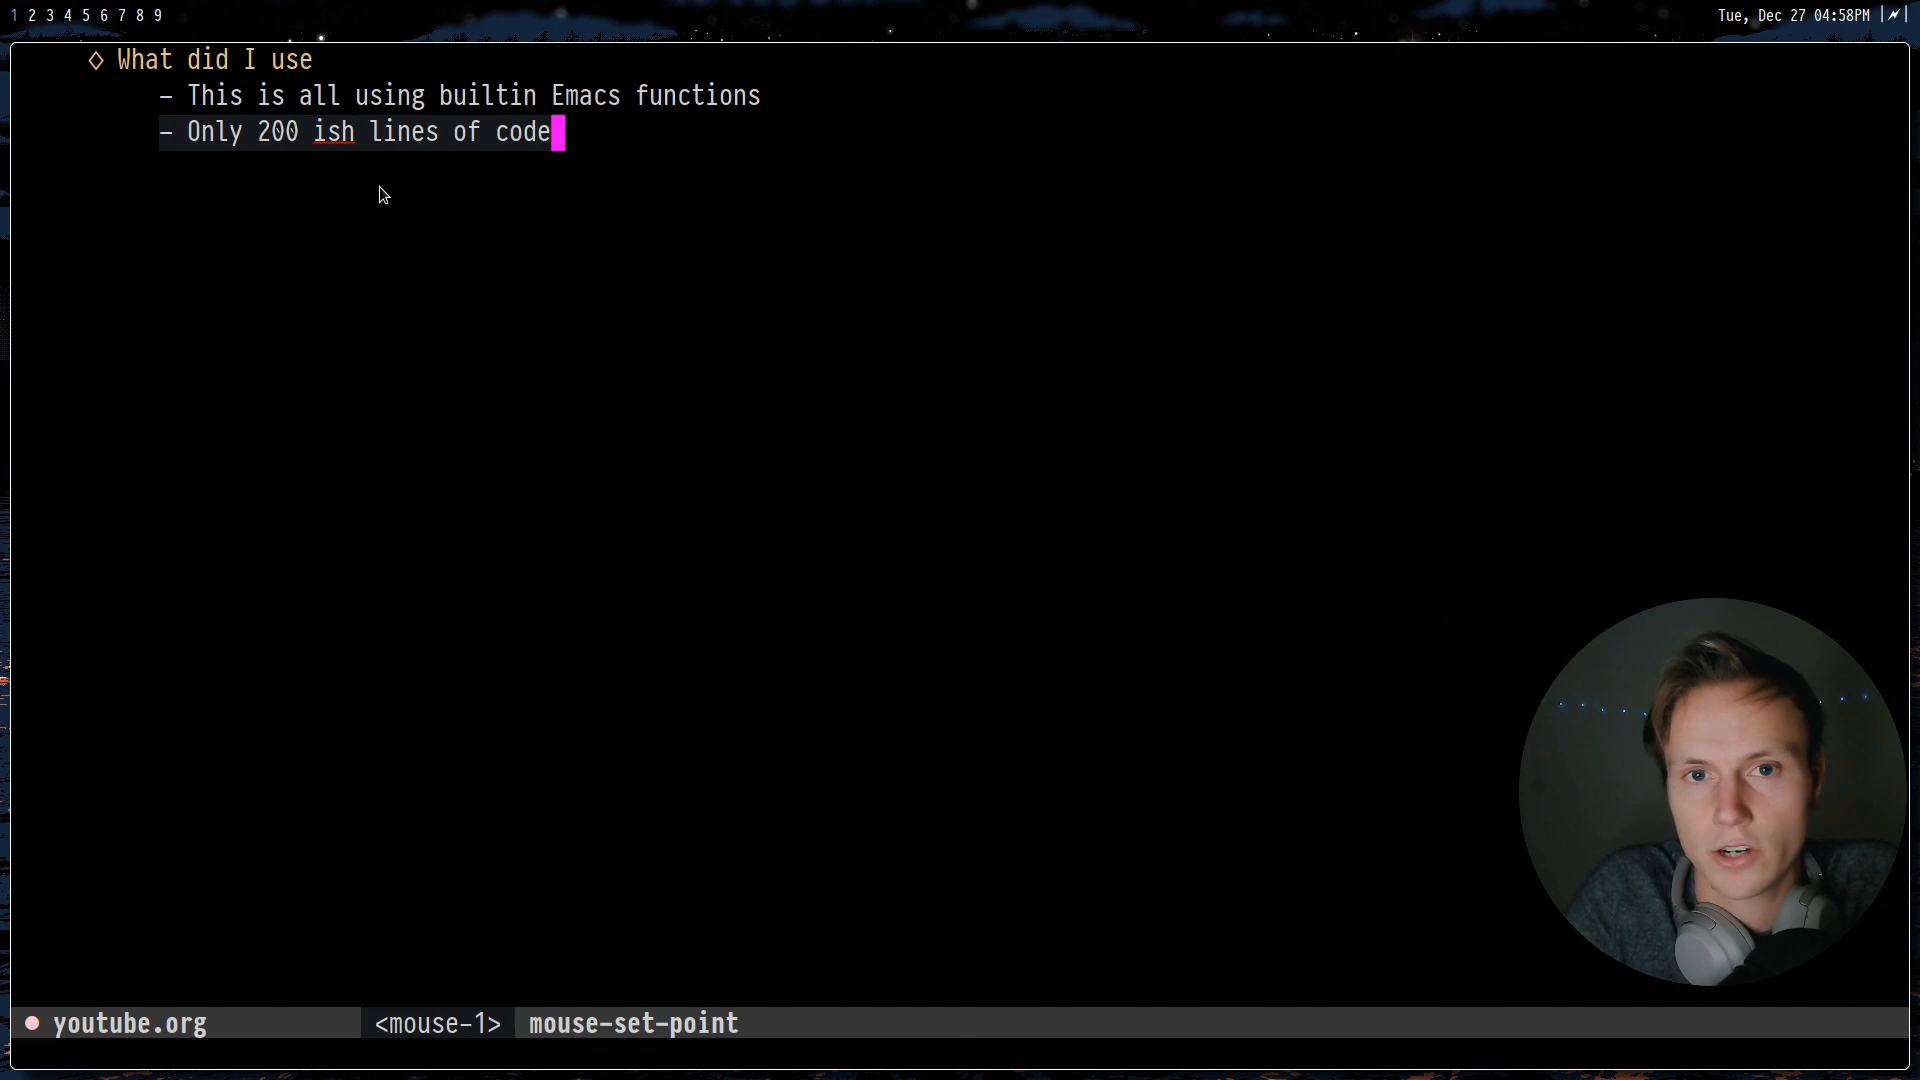 1 2 3 4 5 6 7 8 9
Tue, Dec 27 04:58PM
◇ What did I use
– This is all using builtin Emacs functions
– Only 200 ish lines of code
youtube.org <mouse-1> mouse-set-point